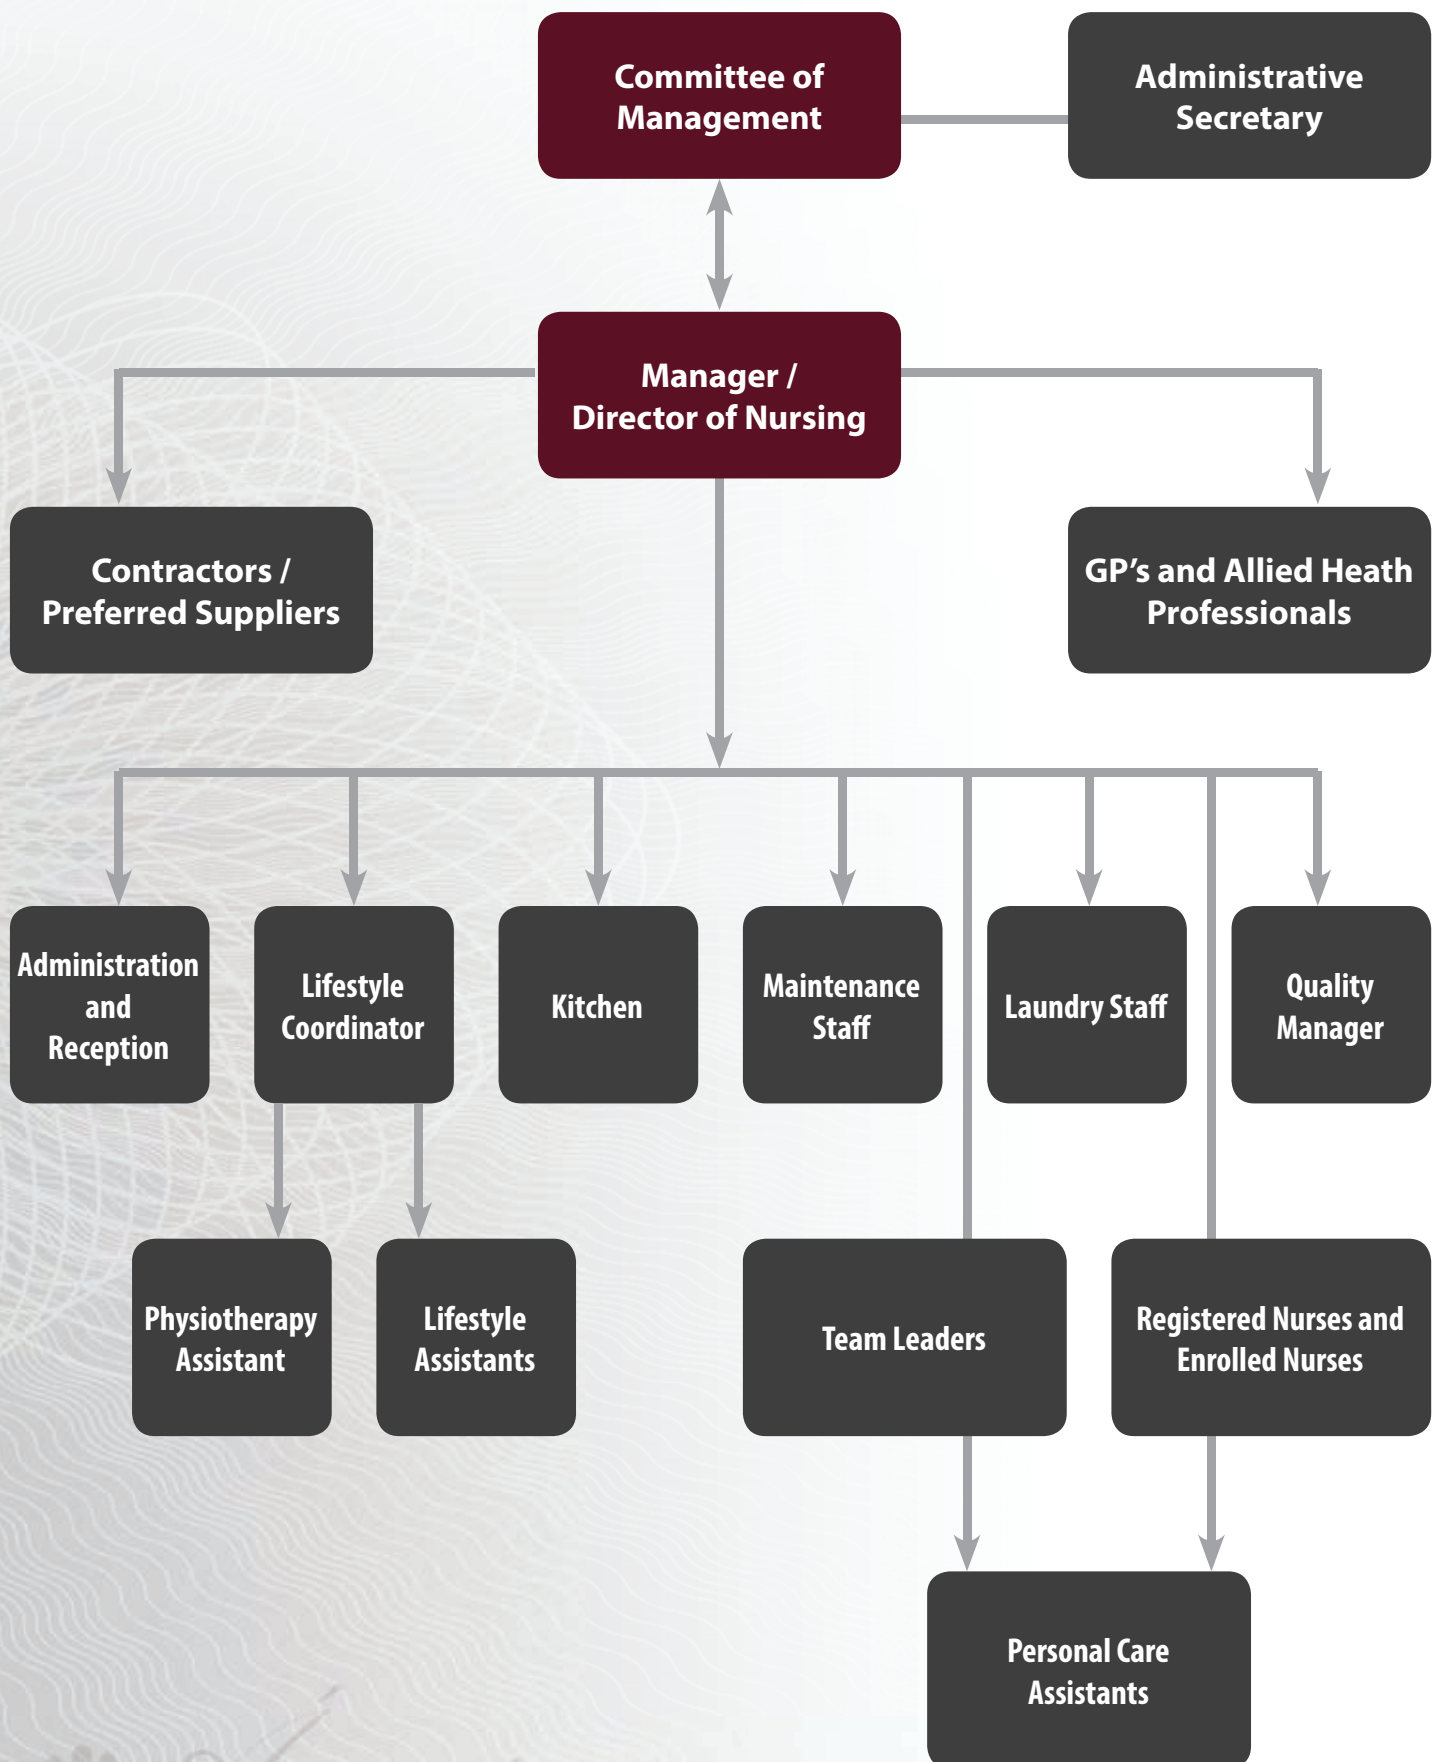 Committee of
Management
Administrative
Secretary
Manager /
Director of Nursing
Contractors /
Preferred Suppliers
GP's and Allied Heath
Professionals
Administration
and
Reception
Lifestyle
Coordinator
Kitchen
Maintenance
Staff
Laundry Staff
Quality
Manager
Physiotherapy
Assistant
Lifestyle
Assistants
Team Leaders
Registered Nurses and
Enrolled Nurses
Personal Care
Assistants